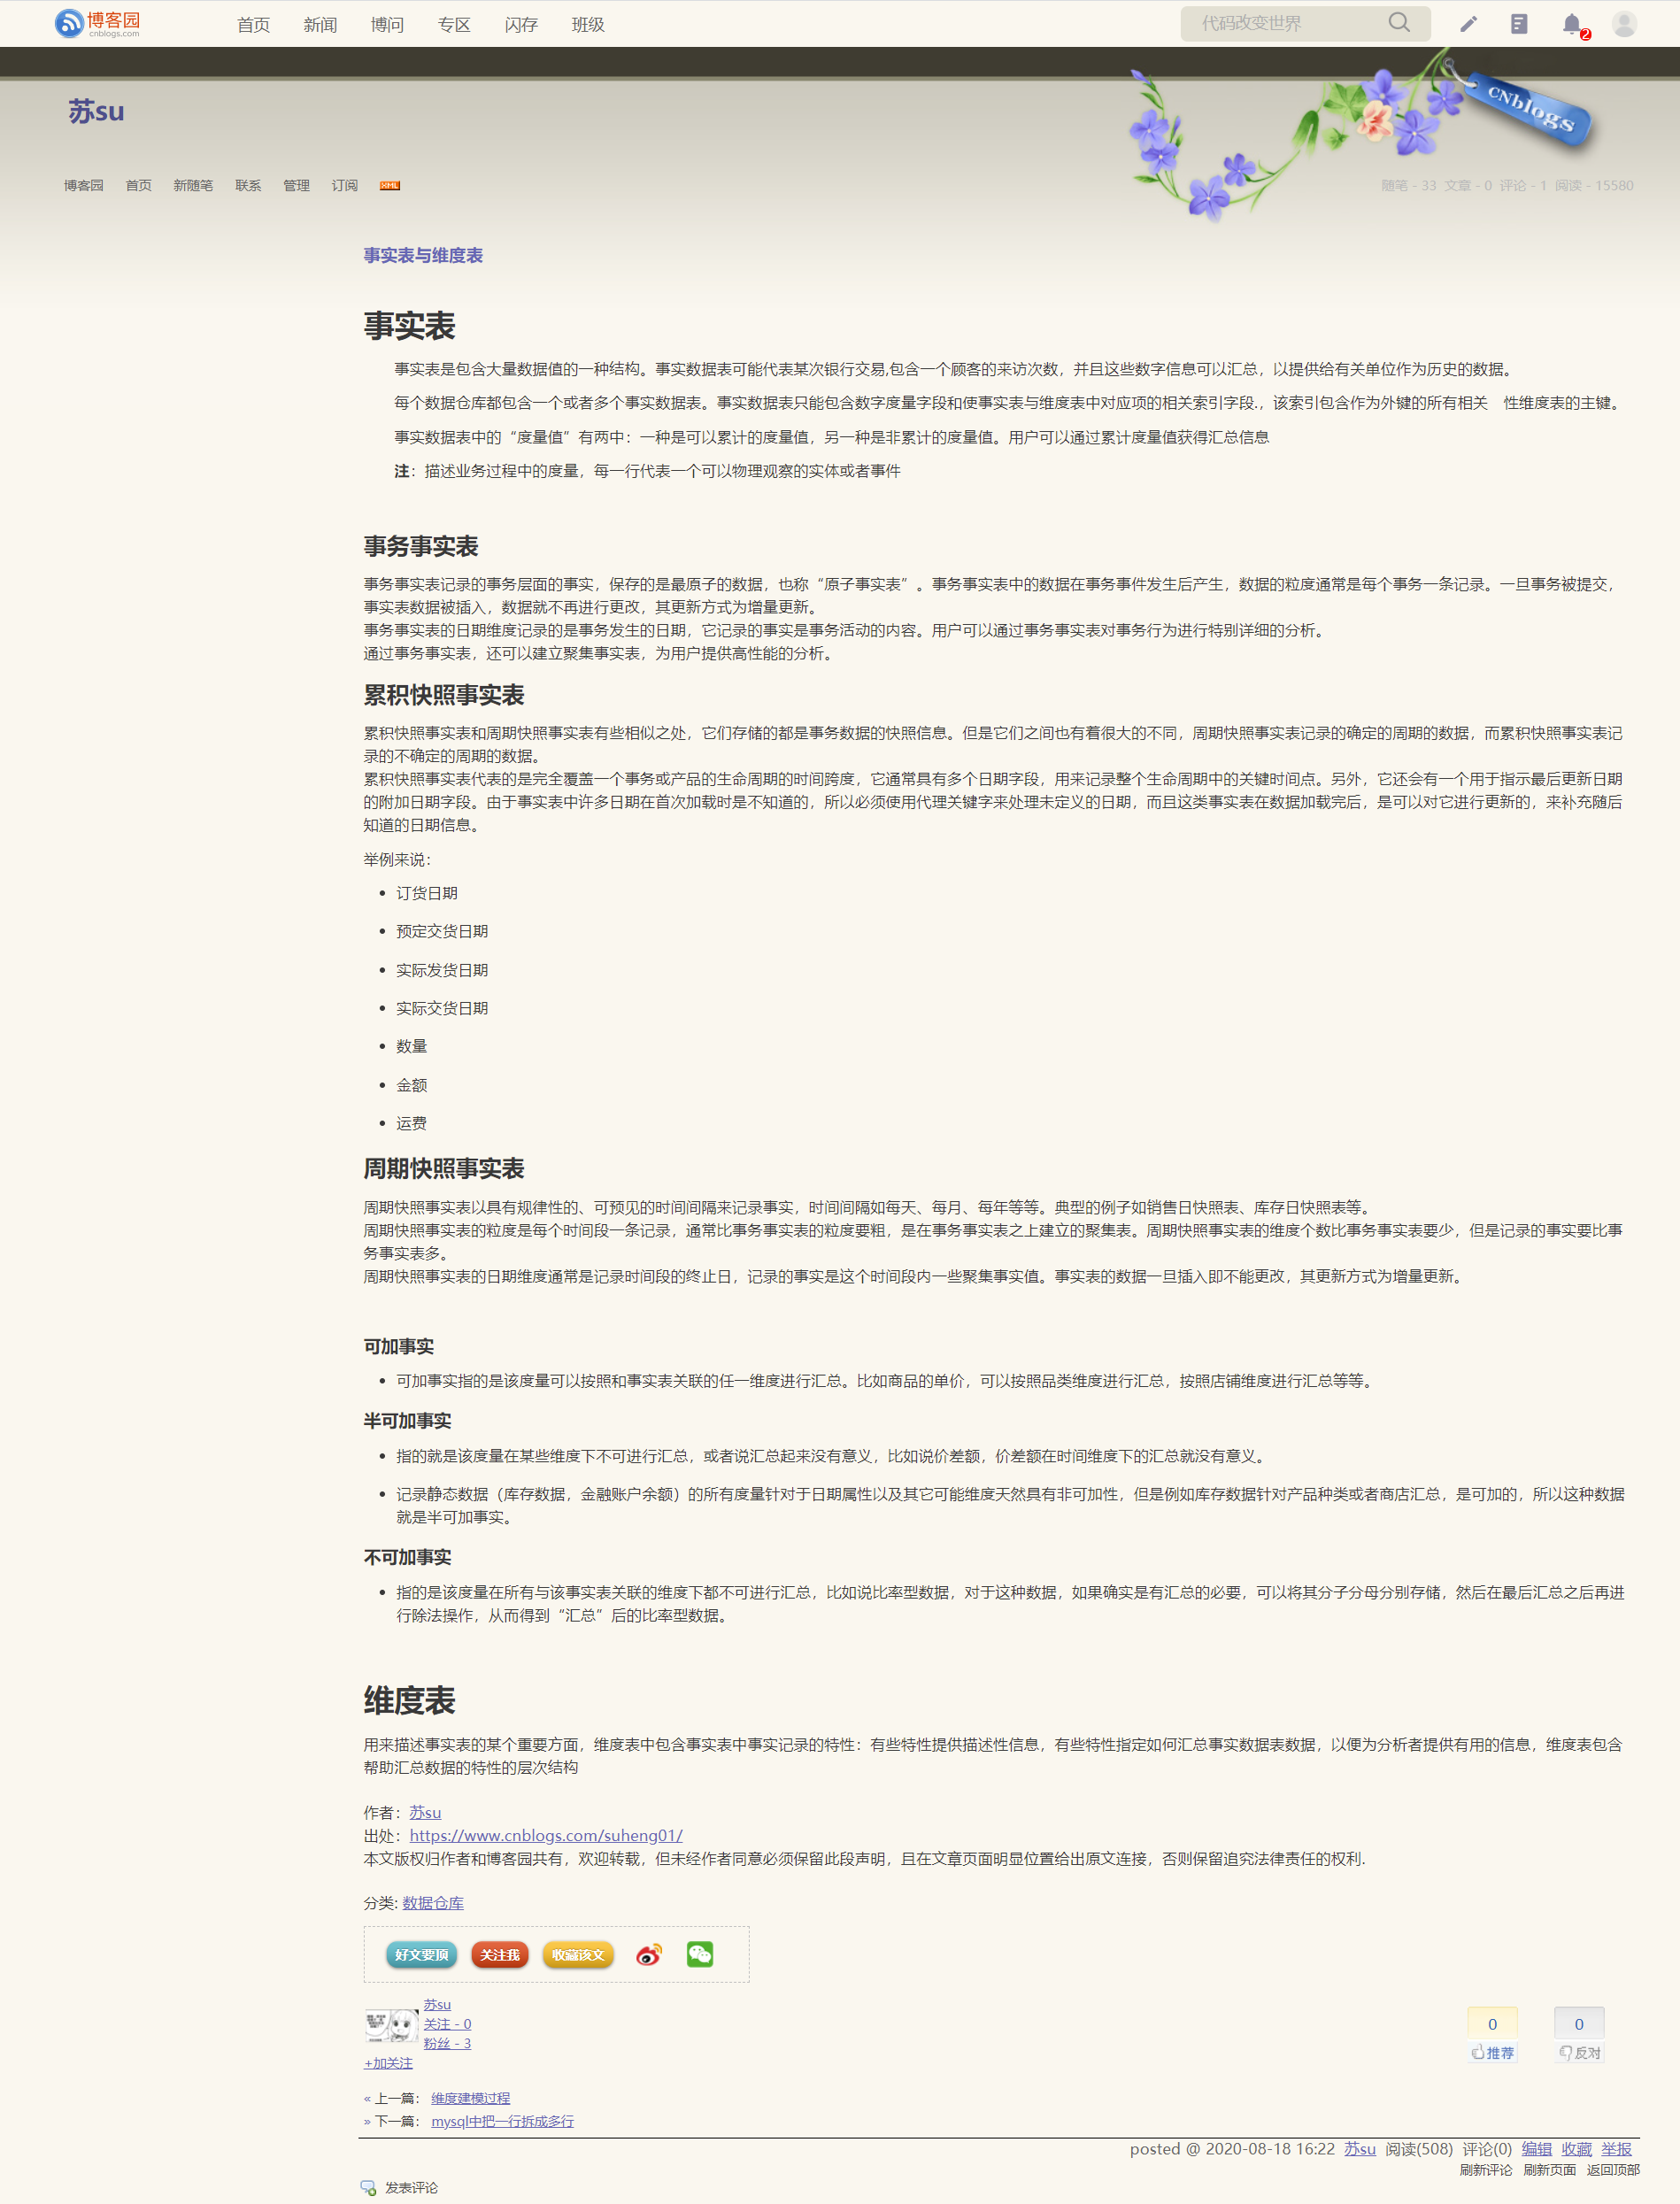 博客园
cnblogs.com
首页 新闻 博问 专区 闪存 班级
代码改变世界
2
CNblogs
苏su
博客园 首页 新随笔 联系 管理 订阅 XML
随笔 - 33 文章 - 0 评论 - 1 阅读 - 15580
事实表与维度表
事实表
事实表是包含大量数据值的一种结构。事实数据表可能代表某次银行交易,包含一个顾客的来访次数，并且这些数字信息可以汇总，以提供给有关单位作为历史的数据。
每个数据仓库都包含一个或者多个事实数据表。事实数据表只能包含数字度量字段和使事实表与维度表中对应项的相关索引字段.，该索引包含作为外键的所有相关 性维度表的主键。
事实数据表中的“度量值”有两中：一种是可以累计的度量值，另一种是非累计的度量值。用户可以通过累计度量值获得汇总信息
注：描述业务过程中的度量，每一行代表一个可以物理观察的实体或者事件
事务事实表
事务事实表记录的事务层面的事实，保存的是最原子的数据，也称“原子事实表”。事务事实表中的数据在事务事件发生后产生，数据的粒度通常是每个事务一条记录。一旦事务被提交，
事实表数据被插入，数据就不再进行更改，其更新方式为增量更新。
事务事实表的日期维度记录的是事务发生的日期，它记录的事实是事务活动的内容。用户可以通过事务事实表对事务行为进行特别详细的分析。
通过事务事实表，还可以建立聚集事实表，为用户提供高性能的分析。
累积快照事实表
累积快照事实表和周期快照事实表有些相似之处，它们存储的都是事务数据的快照信息。但是它们之间也有着很大的不同，周期快照事实表记录的确定的周期的数据，而累积快照事实表记
录的不确定的周期的数据。
累积快照事实表代表的是完全覆盖一个事务或产品的生命周期的时间跨度，它通常具有多个日期字段，用来记录整个生命周期中的关键时间点。另外，它还会有一个用于指示最后更新日期
的附加日期字段。由于事实表中许多日期在首次加载时是不知道的，所以必须使用代理关键字来处理未定义的日期，而且这类事实表在数据加载完后，是可以对它进行更新的，来补充随后
知道的日期信息。
举例来说：
• 订货日期
• 预定交货日期
• 实际发货日期
• 实际交货日期
• 数量
• 金额
• 运费
周期快照事实表
周期快照事实表以具有规律性的、可预见的时间间隔来记录事实，时间间隔如每天、每月、每年等等。典型的例子如销售日快照表、库存日快照表等。
周期快照事实表的粒度是每个时间段一条记录，通常比事务事实表的粒度要粗，是在事务事实表之上建立的聚集表。周期快照事实表的维度个数比事务事实表要少，但是记录的事实要比事
务事实表多。
周期快照事实表的日期维度通常是记录时间段的终止日，记录的事实是这个时间段内一些聚集事实值。事实表的数据一旦插入即不能更改，其更新方式为增量更新。
可加事实
• 可加事实指的是该度量可以按照和事实表关联的任一维度进行汇总。比如商品的单价，可以按照品类维度进行汇总，按照店铺维度进行汇总等等。
半可加事实
• 指的就是该度量在某些维度下不可进行汇总，或者说汇总起来没有意义，比如说价差额，价差额在时间维度下的汇总就没有意义。
• 记录静态数据（库存数据，金融账户余额）的所有度量针对于日期属性以及其它可能维度天然具有非可加性，但是例如库存数据针对产品种类或者商店汇总，是可加的，所以这种数据
就是半可加事实。
不可加事实
• 指的是该度量在所有与该事实表关联的维度下都不可进行汇总，比如说比率型数据，对于这种数据，如果确实是有汇总的必要，可以将其分子分母分别存储，然后在最后汇总之后再进
行除法操作，从而得到“汇总”后的比率型数据。
维度表
用来描述事实表的某个重要方面，维度表中包含事实表中事实记录的特性：有些特性提供描述性信息，有些特性指定如何汇总事实数据表数据，以便为分析者提供有用的信息，维度表包含
帮助汇总数据的特性的层次结构
作者：苏su
出处：https://www.cnblogs.com/suheng01/
本文版权归作者和博客园共有，欢迎转载，但未经作者同意必须保留此段声明，且在文章页面明显位置给出原文连接，否则保留追究法律责任的权利.
分类: 数据仓库
好文要顶 关注我 收藏该文
苏su
关注 - 0
粉丝 - 3
+加关注
0 0
推荐 反对
« 上一篇： 维度建模过程
» 下一篇： mysql中把一行拆成多行
posted @ 2020-08-18 16:22 苏su 阅读(508) 评论(0) 编辑 收藏 举报
刷新评论 刷新页面 返回顶部
发表评论